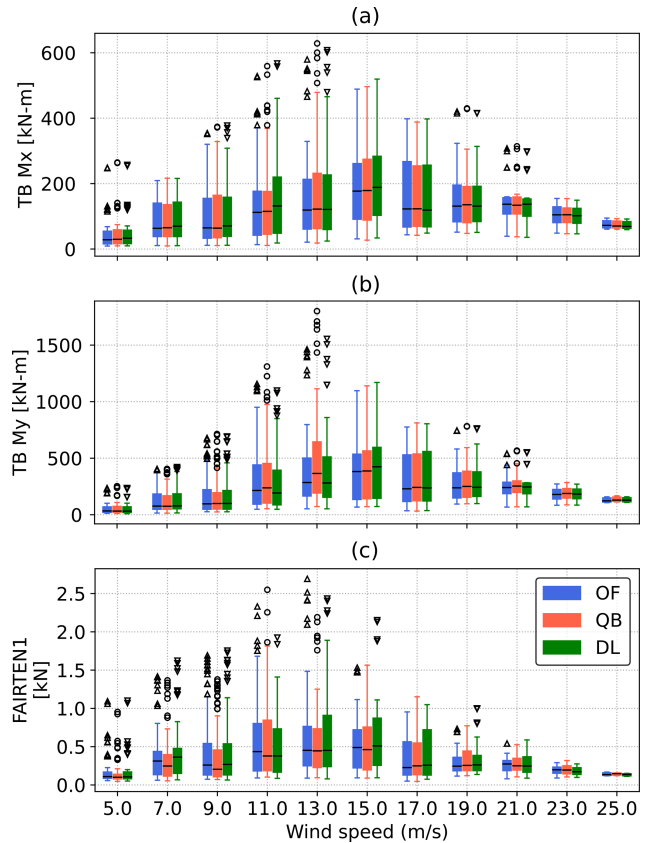 (a)
600
400
200
0
TB Mx [kN-m]
(b)
1500
1000
500
0
TB My [kN-m]
(c)
2.5
2.0
1.5
1.0
0.5
0.0
FAIRTEN1
[kN]
OF
QB
DL
5.0 7.0 9.0 11.0 13.0 15.0 17.0 19.0 21.0 23.0 25.0
Wind speed (m/s)